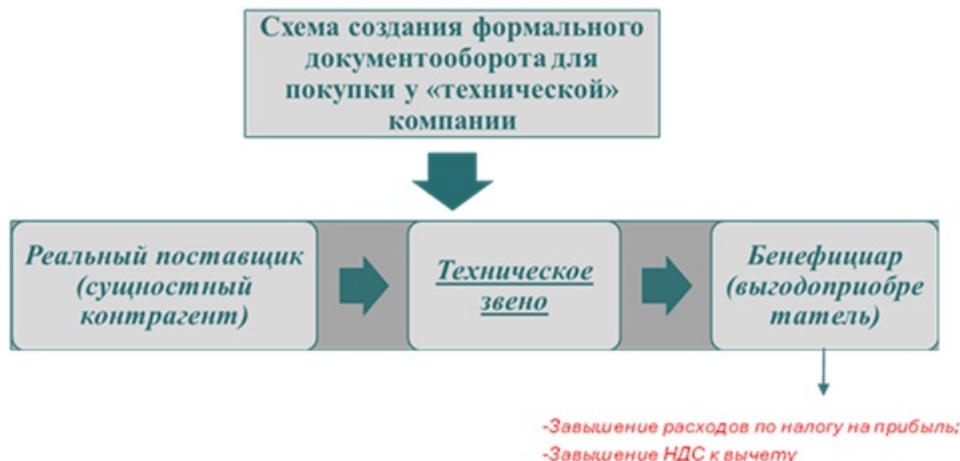 Схема создания формального
документооборота для
покупки у «технической»
компании
Реальный поставщик
(сущностный
контрагент)
Техническое
звено
Бенефициар
(выгодоприобре
татель)
-Завышение расходов по налогу на прибыль;
-Завышение НДС к вычету